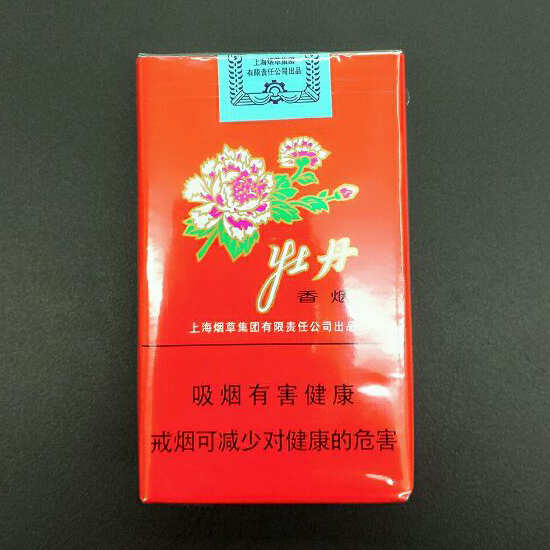 上海烟草集团
有限责任公司出品
牡丹
香烟
上海烟草集团有限责任公司出品
吸烟有害健康
戒烟可减少对健康的危害